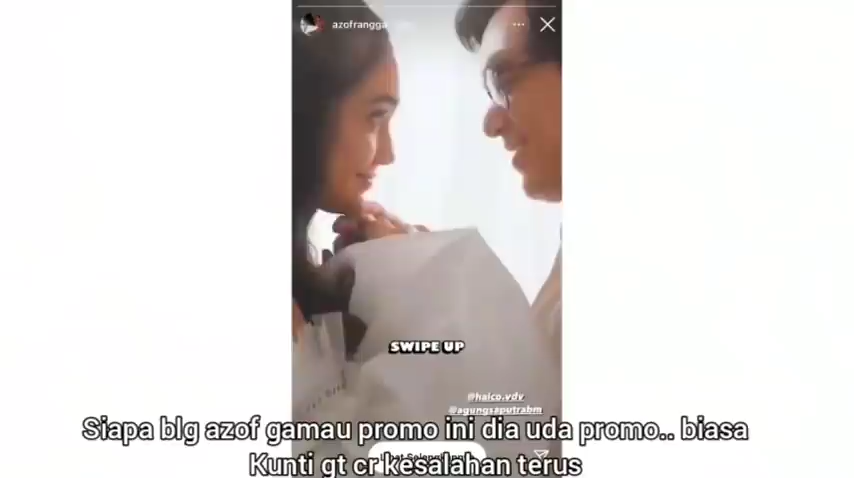 azofrangga
SWIPE UP
@haico.vdv
@agungsaputrabm
Siapa blg azof gamau promo ini dia uda promo.. biasa
Kunti gt cr kesalahan terus